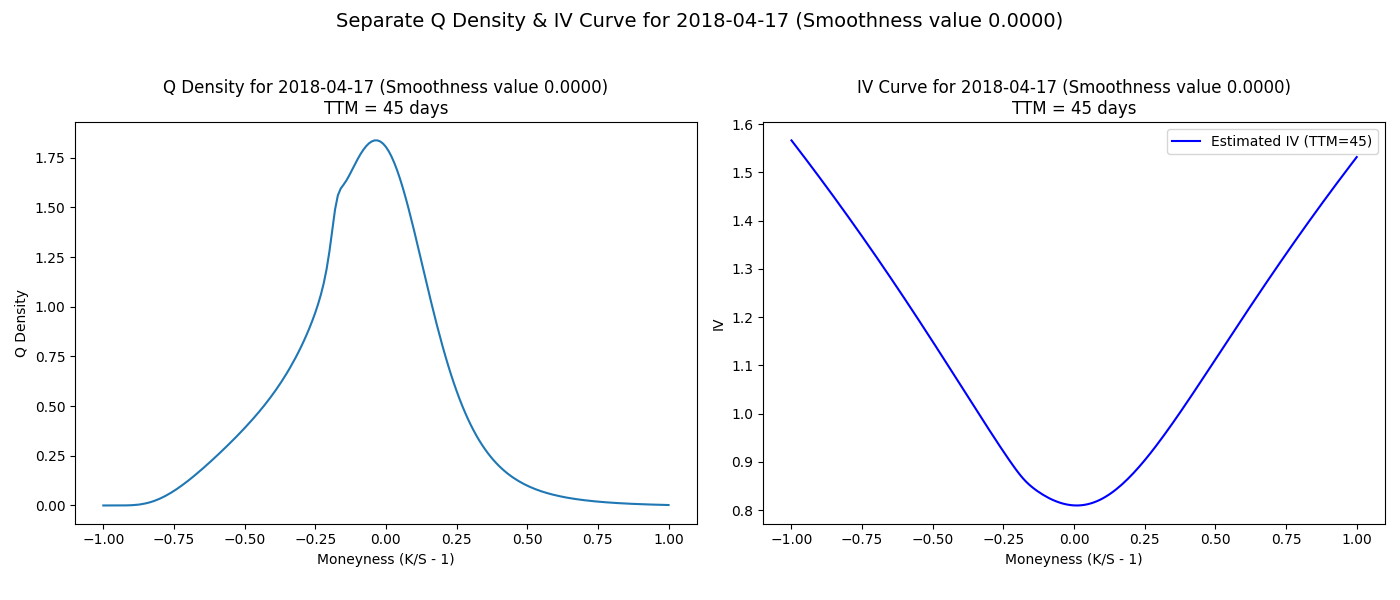 Separate Q Density & IV Curve for 2018-04-17 (Smoothness value 0.0000)
Q Density for 2018-04-17 (Smoothness value 0.0000)
TTM = 45 days
Q Density
1.75
1.50
1.25
1.00
0.75
0.50
0.25
0.00
−1.00 −0.75 −0.50 −0.25 0.00 0.25 0.50 0.75 1.00
Moneyness (K/S - 1)
IV Curve for 2018-04-17 (Smoothness value 0.0000)
TTM = 45 days
Estimated IV (TTM=45)
IV
1.6
1.5
1.4
1.3
1.2
1.1
1.0
0.9
0.8
−1.00 −0.75 −0.50 −0.25 0.00 0.25 0.50 0.75 1.00
Moneyness (K/S - 1)